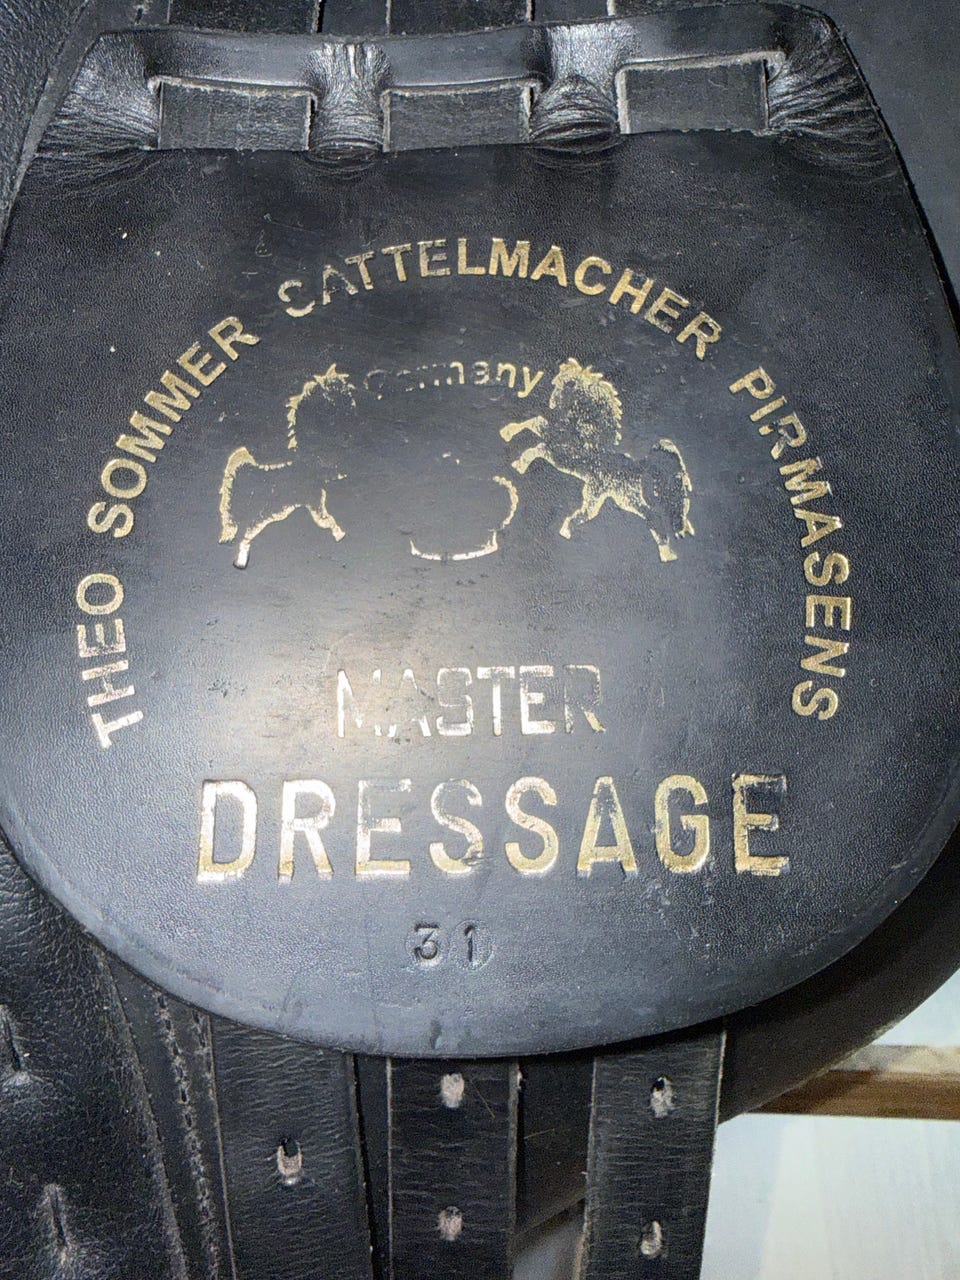 THEO SOMMER SATTELMACHER PIRMASENS
Germany
MASTER
DRESSAGE
31